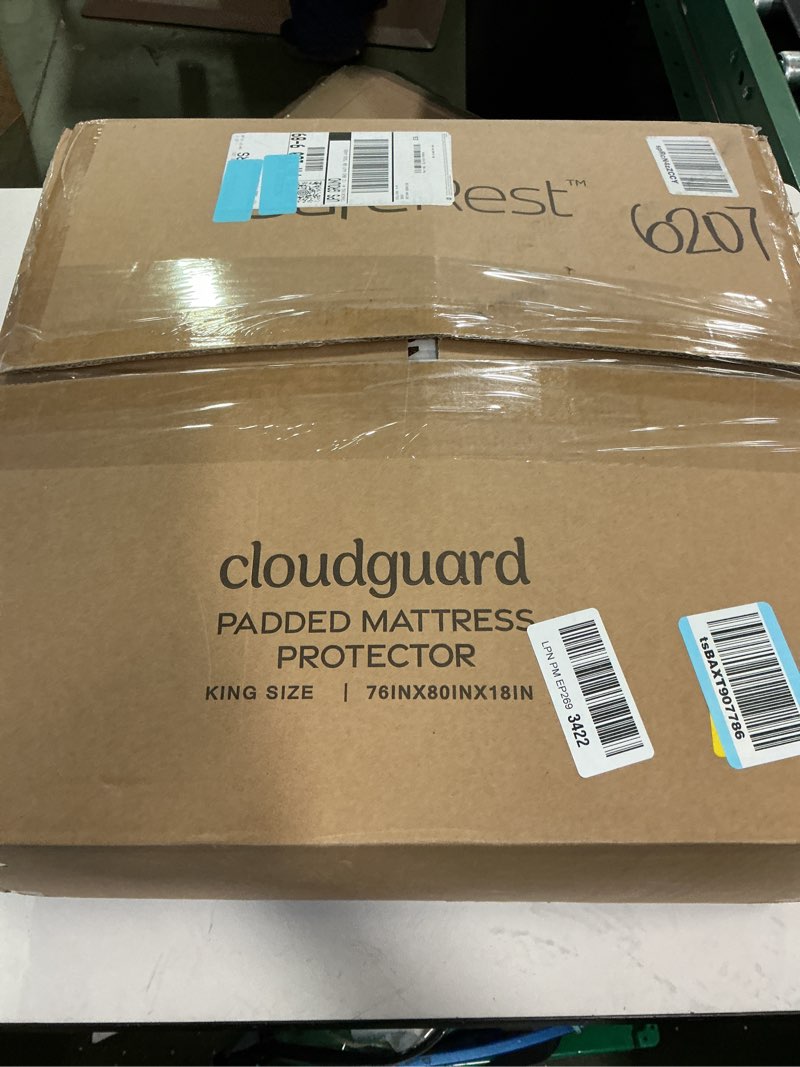 Rest™
6207
cloudguard
PADDED MATTRESS
PROTECTOR
KING SIZE | 76INX80INX18IN
LPN PM EP269 3422
tsBAXT907786